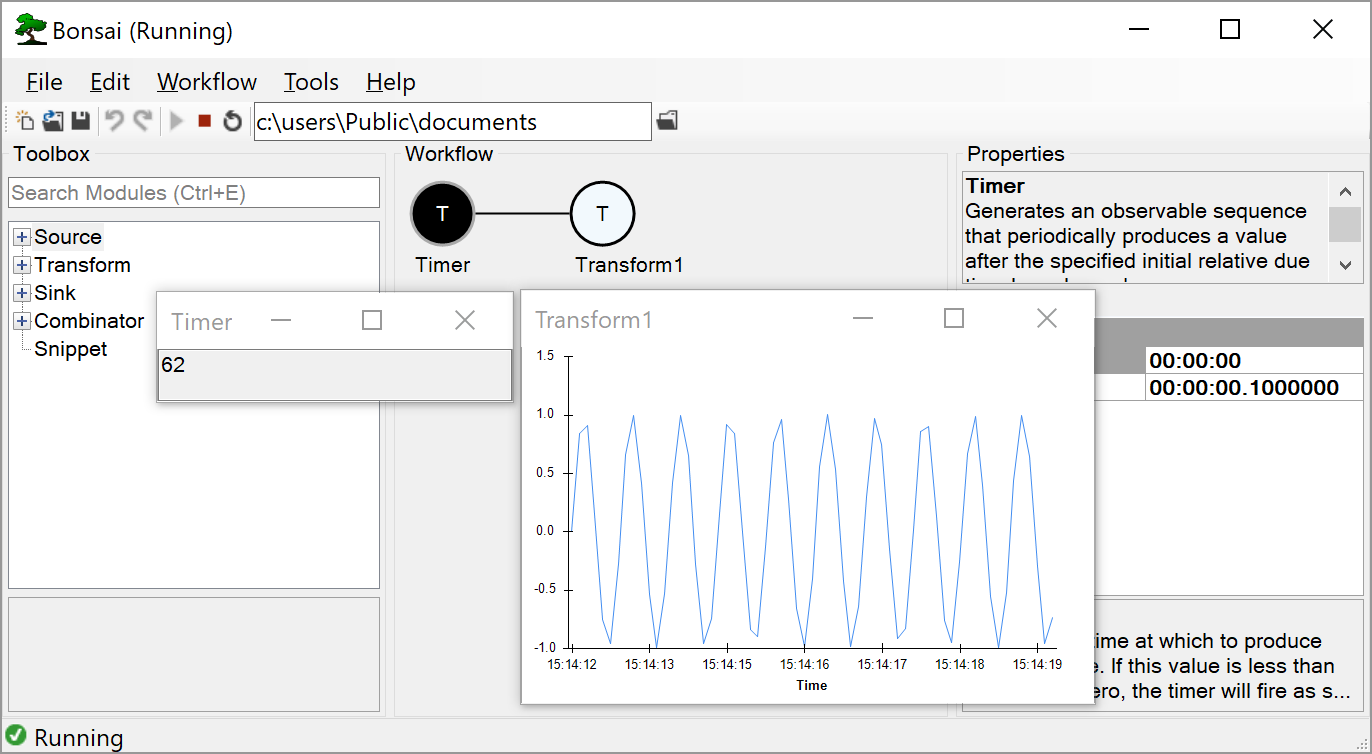 Bonsai (Running)
File Edit Workflow Tools Help
c:\users\Public\documents
Toolbox
Search Modules (Ctrl+E)
Source
Transform
Sink
Combinator
Snippet
Workflow
T T
Timer Transform1
Properties
Timer
Generates an observable sequence
that periodically produces a value
after the specified initial relative due
00:00:00
00:00:00.1000000
ime at which to produce
. If this value is less than
ero, the timer will fire as s...
Timer
62
Transform1
1.5
1.0
0.5
0.0
-0.5
-1.0
15:14:12 15:14:13 15:14:15 15:14:16 15:14:17 15:14:18 15:14:19
Time
Running